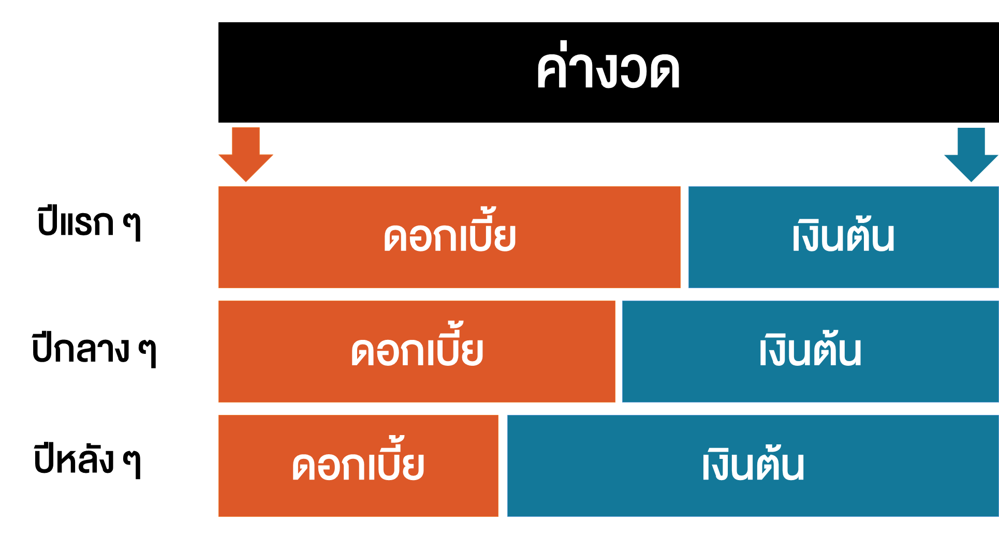 ค่างวด
ปีแรก ๆ
ดอกเบี้ย
เงินต้น
ปีกลาง ๆ
ดอกเบี้ย
เงินต้น
ปีหลัง ๆ
ดอกเบี้ย
เงินต้น